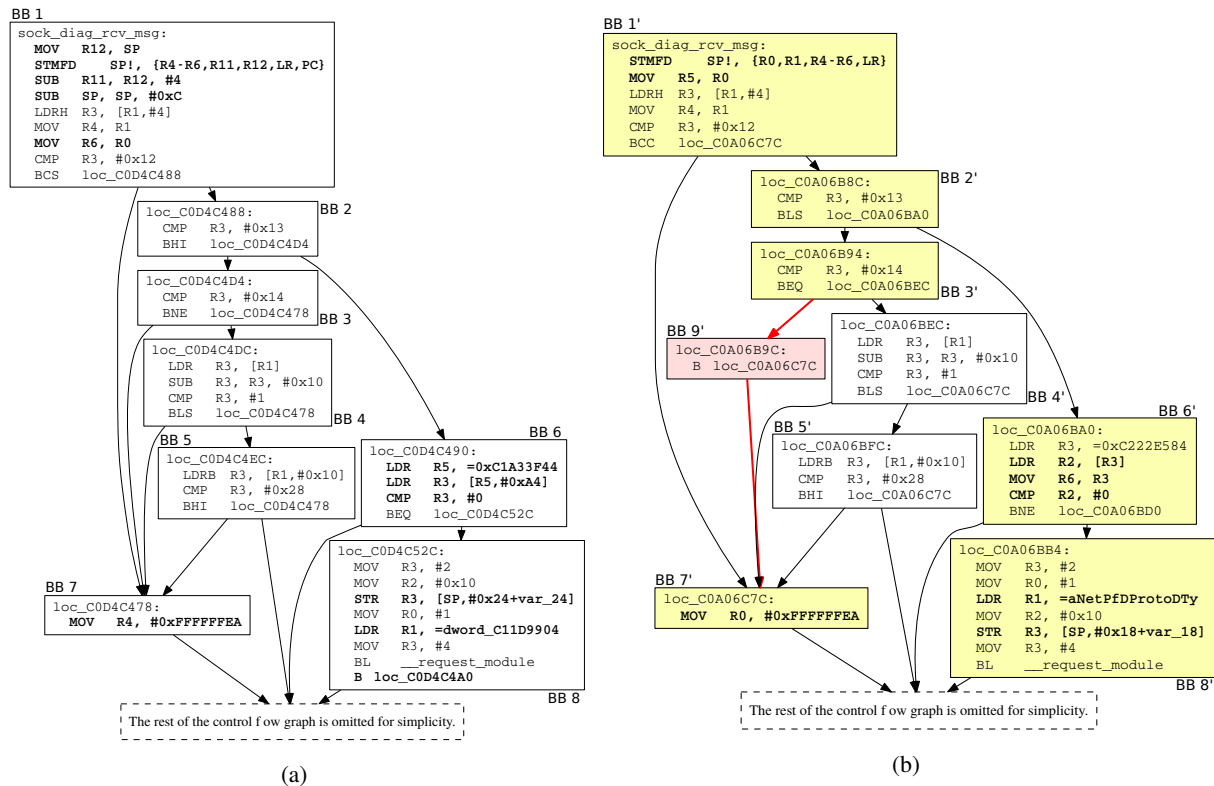 BB 1
sock_diag_rcv_msg:
MOV R12, SP
STMFD SP!, {R4-R6,R11,R12,LR,PC}
SUB R11, R12, #4
SUB SP, SP, #0xC
LDRH R3, [R1,#4]
MOV R4, R1
MOV R6, R0
CMP R3, #0x12
BCS loc_C0D4C488
BB 2
loc_C0D4C488:
CMP R3, #0x13
BHI loc_C0D4C4D4
loc_C0D4C4D4:
CMP R3, #0x14
BNE loc_C0D4C478
BB 3
loc_C0D4C4DC:
LDR R3, [R1]
SUB R3, R3, #0x10
CMP R3, #1
BLS loc_C0D4C478
BB 4
BB 5
loc_C0D4C4EC:
LDRB R3, [R1,#0x10]
CMP R3, #0x28
BHI loc_C0D4C478
BB 6
loc_C0D4C490:
LDR R5, =0xC1A33F44
LDR R3, [R5,#0xA4]
CMP R3, #0
BEQ loc_C0D4C52C
loc_C0D4C52C:
MOV R3, #2
MOV R2, #0x10
STR R3, [SP,#0x24+var_24]
MOV R0, #1
LDR R1, =dword_C11D9904
MOV R3, #4
BL __request_module
B loc_C0D4C4A0
BB 8
BB 7
loc_C0D4C478:
MOV R4, #0xFFFFFFEA
The rest of the control f ow graph is omitted for simplicity.
(a)
BB 1'
sock_diag_rcv_msg:
STMFD SP!, {R0,R1,R4-R6,LR}
MOV R5, R0
LDRH R3, [R1,#4]
MOV R4, R1
CMP R3, #0x12
BCC loc_C0A06C7C
BB 2'
loc_C0A06B8C:
CMP R3, #0x13
BLS loc_C0A06BA0
loc_C0A06B94:
CMP R3, #0x14
BEQ loc_C0A06BEC
BB 3'
BB 9'
loc_C0A06B9C:
B loc_C0A06C7C
loc_C0A06BEC:
LDR R3, [R1]
SUB R3, R3, #0x10
CMP R3, #1
BLS loc_C0A06C7C
BB 4'
BB 5'
loc_C0A06BFC:
LDRB R3, [R1,#0x10]
CMP R3, #0x28
BHI loc_C0A06C7C
BB 6'
loc_C0A06BA0:
LDR R3, =0xC222E584
LDR R2, [R3]
MOV R6, R3
CMP R2, #0
BNE loc_C0A06BD0
loc_C0A06BB4:
MOV R3, #2
MOV R0, #1
LDR R1, =aNetPfDProtoDTy
MOV R2, #0x10
STR R3, [SP,#0x18+var_18]
MOV R3, #4
BL __request_module
BB 8'
BB 7'
loc_C0A06C7C:
MOV R0, #0xFFFFFFEA
The rest of the control f ow graph is omitted for simplicity.
(b)